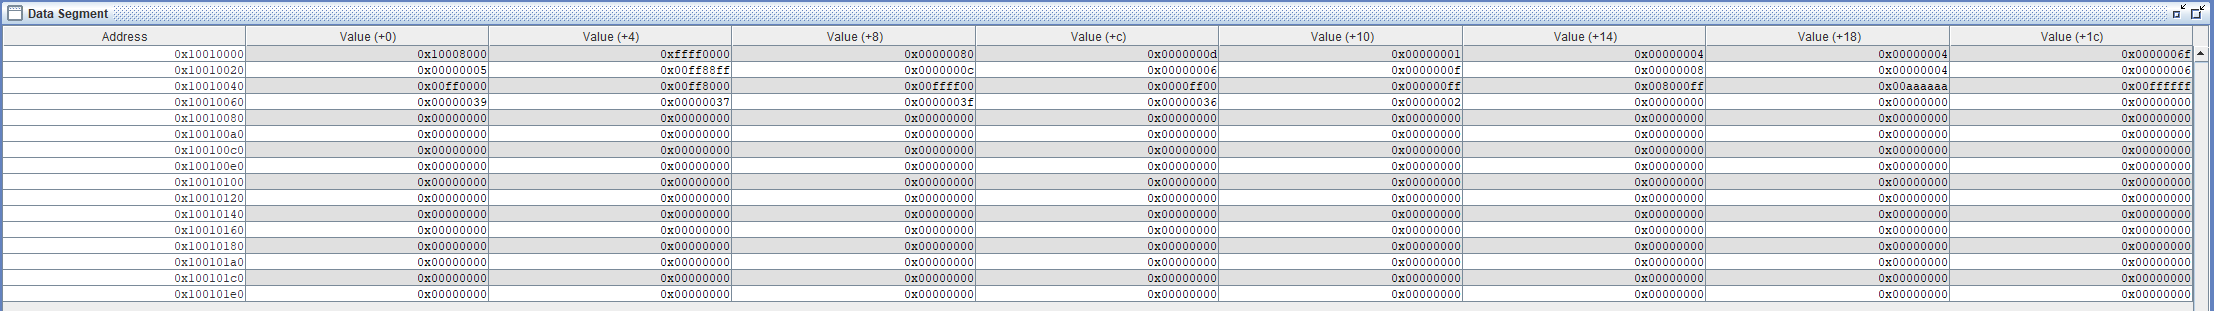 Data Segment
Address Value (+0) Value (+4) Value (+8) Value (+c) Value (+10) Value (+14) Value (+18) Value (+1c)
0x10010000 0x10008000 0xffff0000 0x00000080 0x0000000d 0x00000001 0x00000004 0x00000004 0x0000006f
0x10010020 0x00000005 0x00ff88ff 0x0000000c 0x00000006 0x0000000f 0x00000008 0x00000004 0x00000006
0x10010040 0x00ff0000 0x00ff8000 0x00ffff00 0x0000ff00 0x000000ff 0x008000ff 0x00aaaaaa 0x00ffffff
0x10010060 0x00000039 0x00000037 0x0000003f 0x00000036 0x00000002 0x00000000 0x00000000 0x00000000
0x10010080 0x00000000 0x00000000 0x00000000 0x00000000 0x00000000 0x00000000 0x00000000 0x00000000
0x100100a0 0x00000000 0x00000000 0x00000000 0x00000000 0x00000000 0x00000000 0x00000000 0x00000000
0x100100c0 0x00000000 0x00000000 0x00000000 0x00000000 0x00000000 0x00000000 0x00000000 0x00000000
0x100100e0 0x00000000 0x00000000 0x00000000 0x00000000 0x00000000 0x00000000 0x00000000 0x00000000
0x10010100 0x00000000 0x00000000 0x00000000 0x00000000 0x00000000 0x00000000 0x00000000 0x00000000
0x10010120 0x00000000 0x00000000 0x00000000 0x00000000 0x00000000 0x00000000 0x00000000 0x00000000
0x10010140 0x00000000 0x00000000 0x00000000 0x00000000 0x00000000 0x00000000 0x00000000 0x00000000
0x10010160 0x00000000 0x00000000 0x00000000 0x00000000 0x00000000 0x00000000 0x00000000 0x00000000
0x10010180 0x00000000 0x00000000 0x00000000 0x00000000 0x00000000 0x00000000 0x00000000 0x00000000
0x100101a0 0x00000000 0x00000000 0x00000000 0x00000000 0x00000000 0x00000000 0x00000000 0x00000000
0x100101c0 0x00000000 0x00000000 0x00000000 0x00000000 0x00000000 0x00000000 0x00000000 0x00000000
0x100101e0 0x00000000 0x00000000 0x00000000 0x00000000 0x00000000 0x00000000 0x00000000 0x00000000